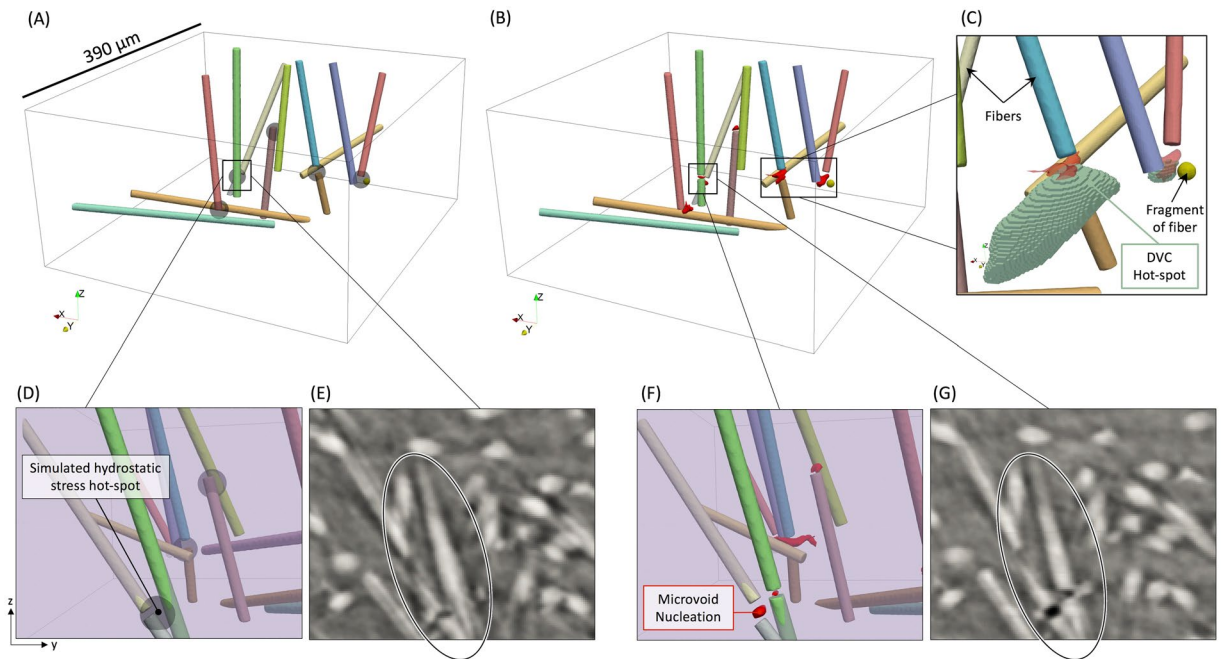 (A)
(B)
(C)
390 µm
Fibers
Fragment
of fiber
DVC
Hot-spot
Z
X
Y
Z
X
Y
(D)
(E)
(F)
(G)
Simulated hydrostatic
stress hot-spot
Microvoid
Nucleation
z
y